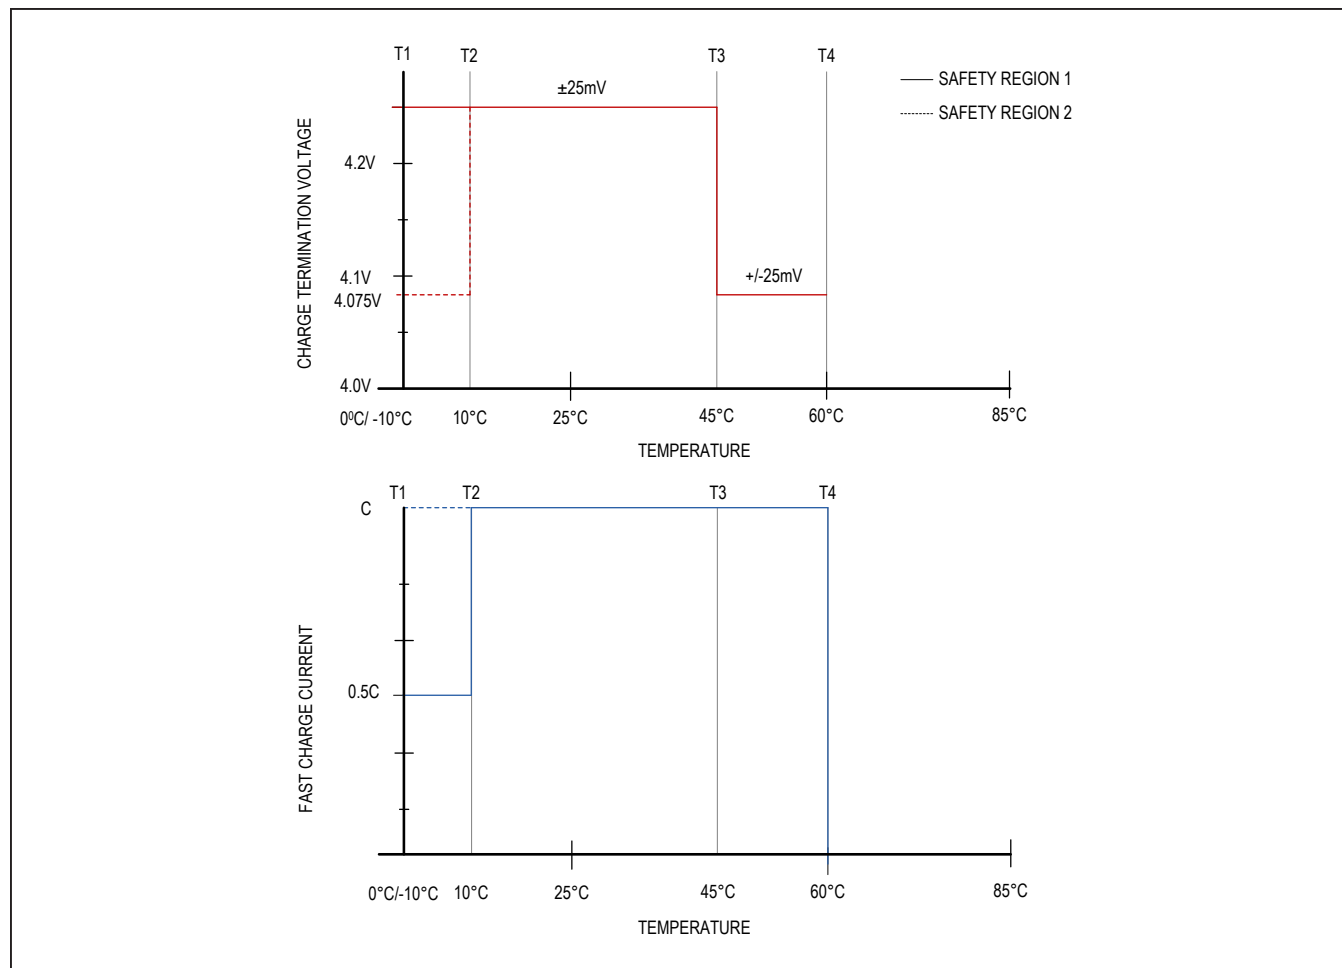 T1 T2 T3 T4
±25mV
SAFETY REGION 1
SAFETY REGION 2
CHARGE TERMINATION VOLTAGE
4.2V
4.1V
4.075V
4.0V
+/-25mV
0⁰C/ -10°C 10°C 25°C 45°C 60°C 85°C
TEMPERATURE
T1 T2 T3 T4
C
0.5C
FAST CHARGE CURRENT
0°C/-10°C 10°C 25°C 45°C 60°C 85°C
TEMPERATURE